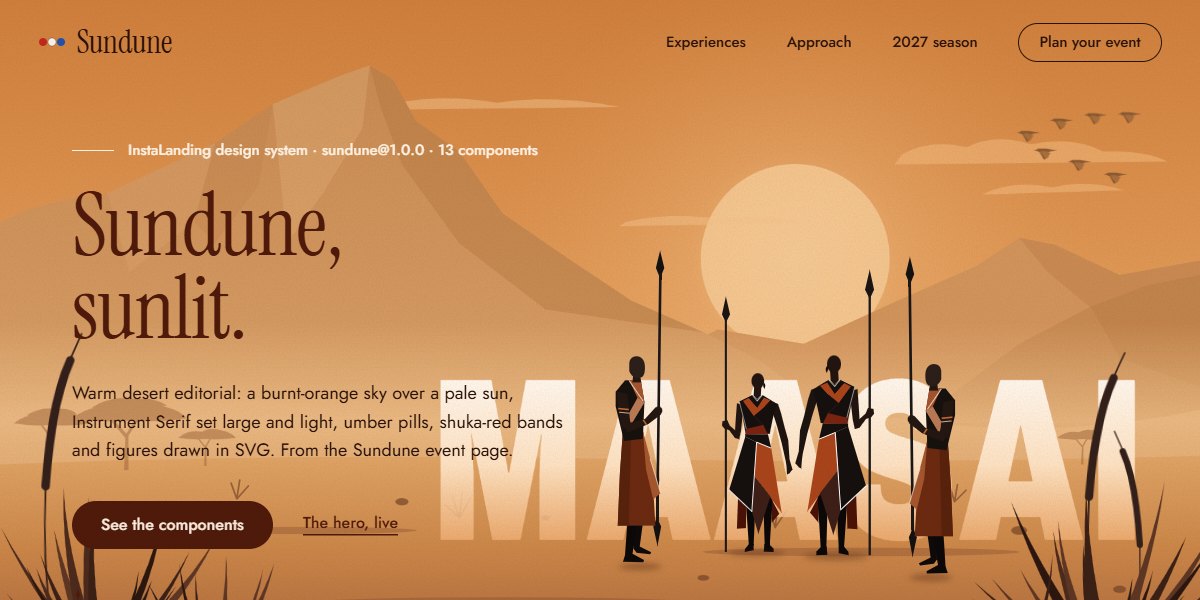 Sundune
Experiences
Approach
2027 season
Plan your event
InstaLanding design system · sundune@1.0.0 · 13 components
Sundune,
sunlit.
Warm desert editorial: a burnt-orange sky over a pale sun,
Instrument Serif set large and light, umber pills, shuka-red bands
and figures drawn in SVG. From the Sundune event page.
MAASAI
See the components
The hero, live